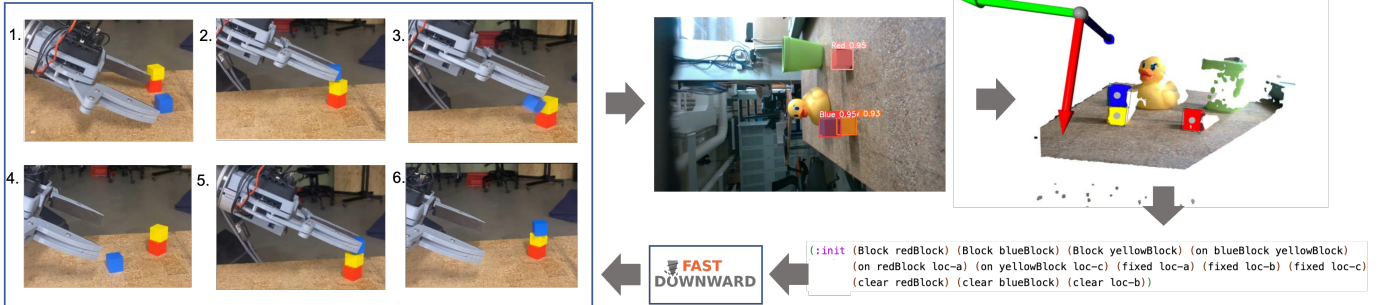 1.
2.
3.
4.
5.
6.
Red 0.95
Blue 0.95
0.93
(:init (Block redBlock) (Block blueBlock) (Block yellowBlock) (on blueBlock yellowBlock)
(on redBlock loc-a) (on yellowBlock loc-c) (fixed loc-a) (fixed loc-b) (fixed loc-c)
(clear redBlock) (clear blueBlock) (clear loc-b))
FAST
DOWNWARD